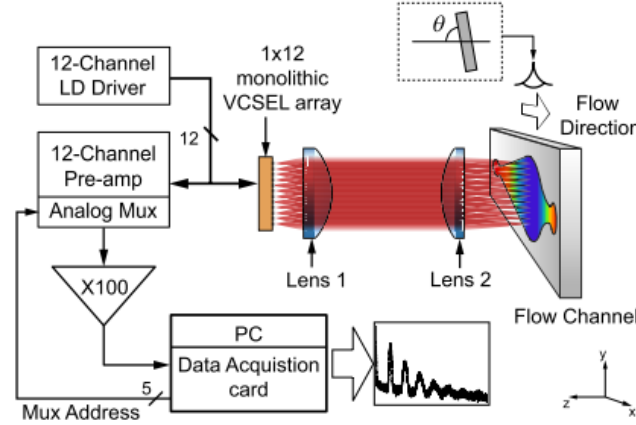 12-Channel
LD Driver
1x12
monolithic
VCSEL array
θ
Flow
Direction
12
12-Channel
Pre-amp
Analog Mux
X100
Lens 1
Lens 2
Flow Channel
PC
Data Acquistion
card
5
Mux Address
y
z
x